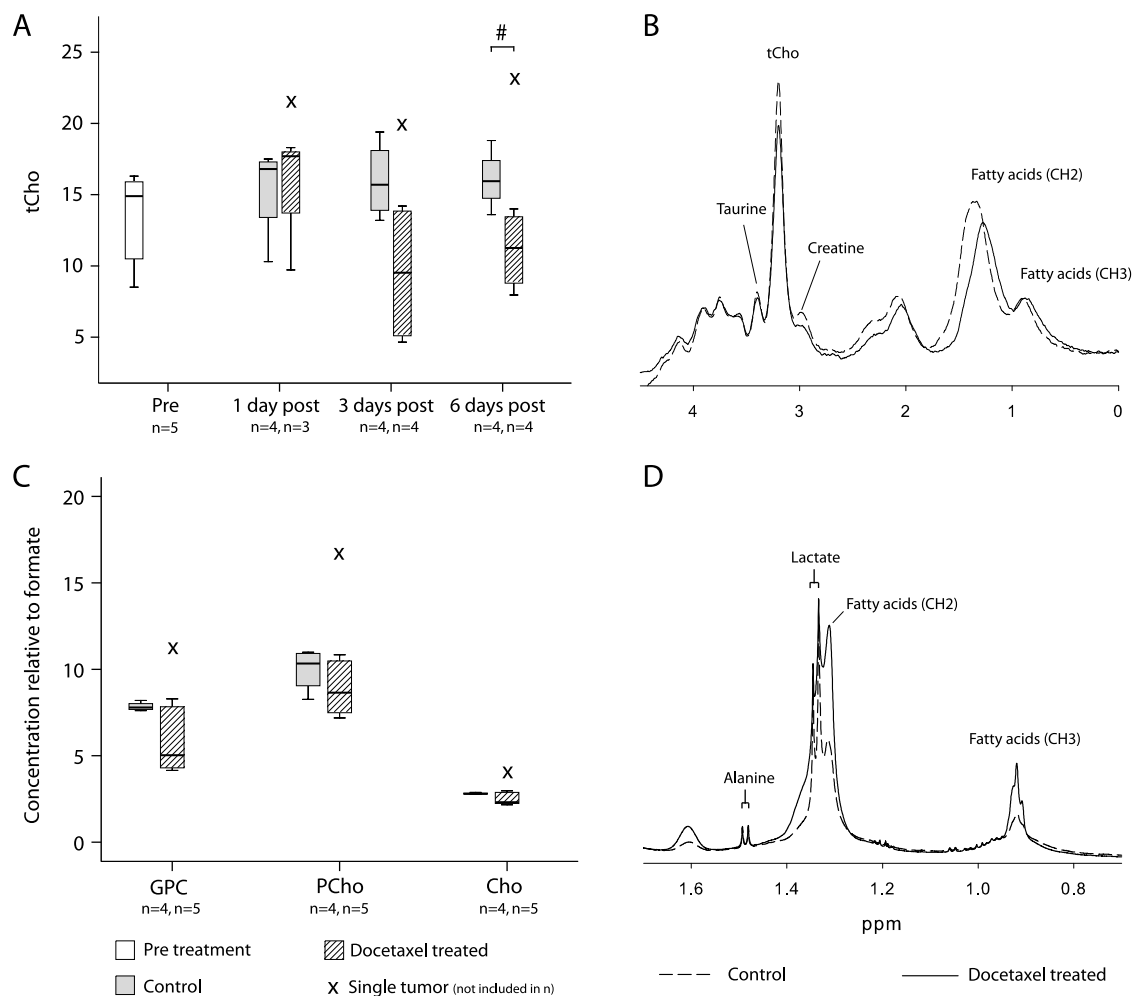 A
#
25
20
15
10
5
tCho
x
x
x
Pre
1 day post
3 days post
6 days post
n=5
n=4, n=3
n=4, n=4
n=4, n=4
B
tCho
Fatty acids (CH2)
Taurine
Creatine
Fatty acids (CH3)
4
3
2
1
0
C
20
15
10
5
0
Concentration relative to formate
x
x
x
GPC
PCho
Cho
n=4, n=5
n=4, n=5
n=4, n=5
Pre treatment
Docetaxel treated
Control
x Single tumor (not included in n)
D
Lactate
Fatty acids (CH2)
Fatty acids (CH3)
Alanine
1.6
1.4
1.2
1.0
0.8
ppm
Control
Docetaxel treated